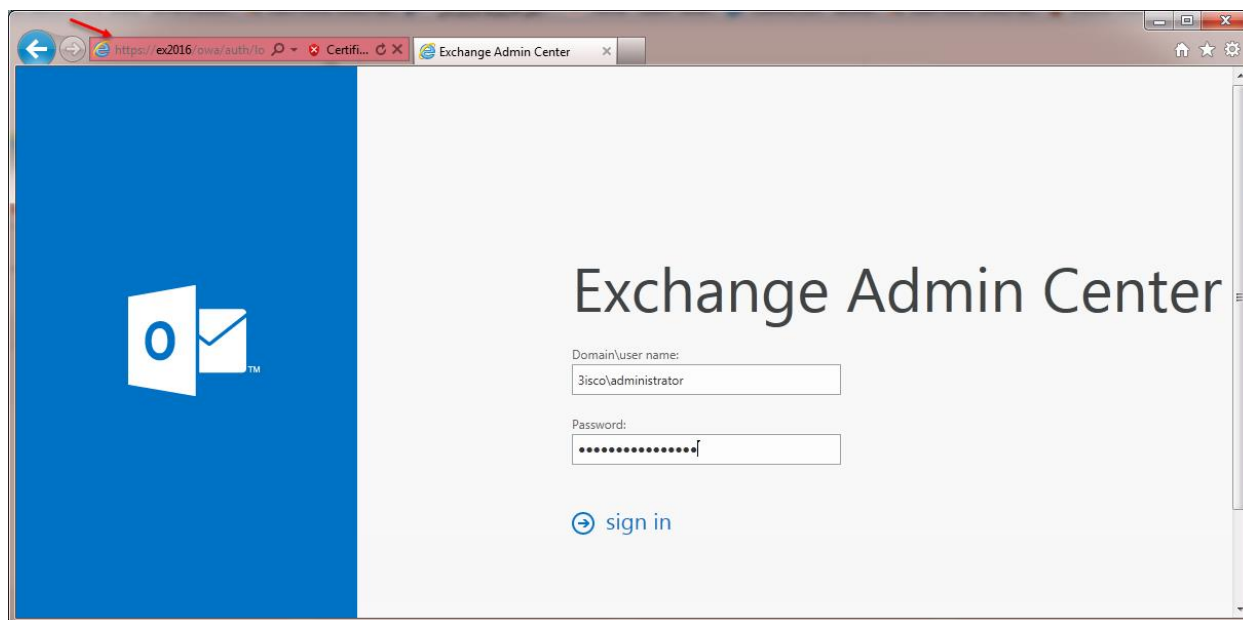 https://ex2016/owa/auth/lo
Certifi...
Exchange Admin Center
O
TM
Exchange Admin Center
Domain\user name:
3isco\administrator
Password:
••••••••••••••••
sign in